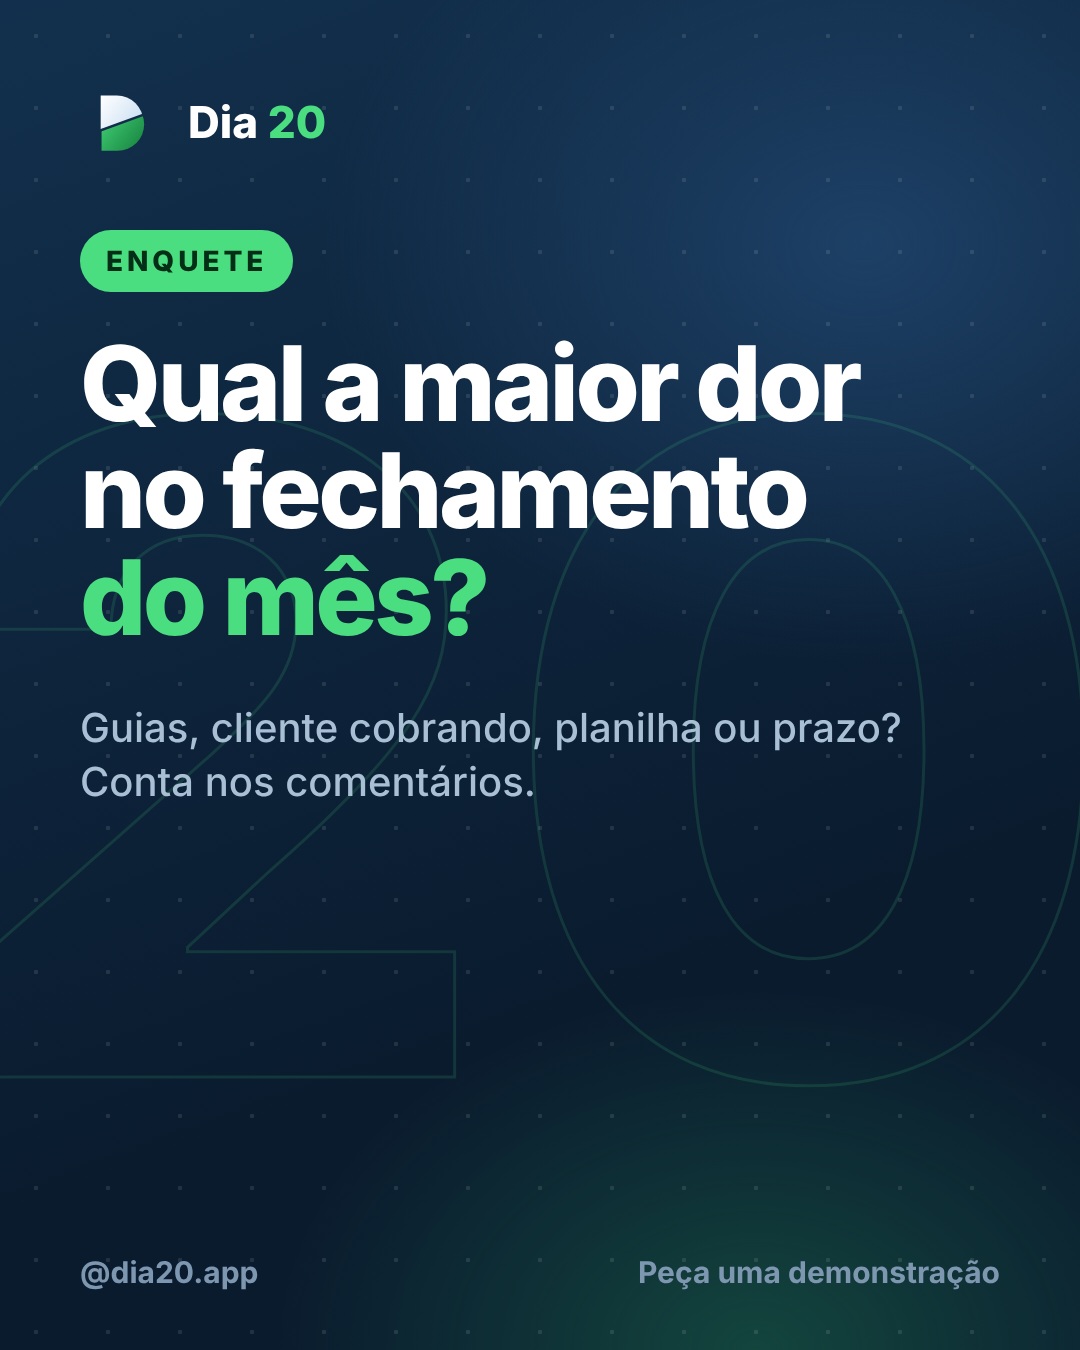 Dia 20
ENQUETE
Qual a maior dor
no fechamento
do mês?
Guias, cliente cobrando, planilha ou prazo?
Conta nos comentários.
20
@dia20.app
Peça uma demonstração